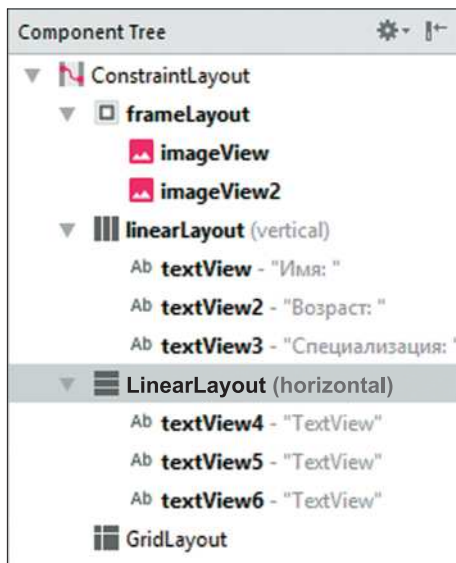 Component Tree
ConstraintLayout
frameLayout
imageView
imageView2
linearLayout (vertical)
Ab textView - "Имя: "
Ab textView2 - "Возраст: "
Ab textView3 - "Специализация: "
LinearLayout (horizontal)
Ab textView4 - "TextView"
Ab textView5 - "TextView"
Ab textView6 - "TextView"
GridLayout